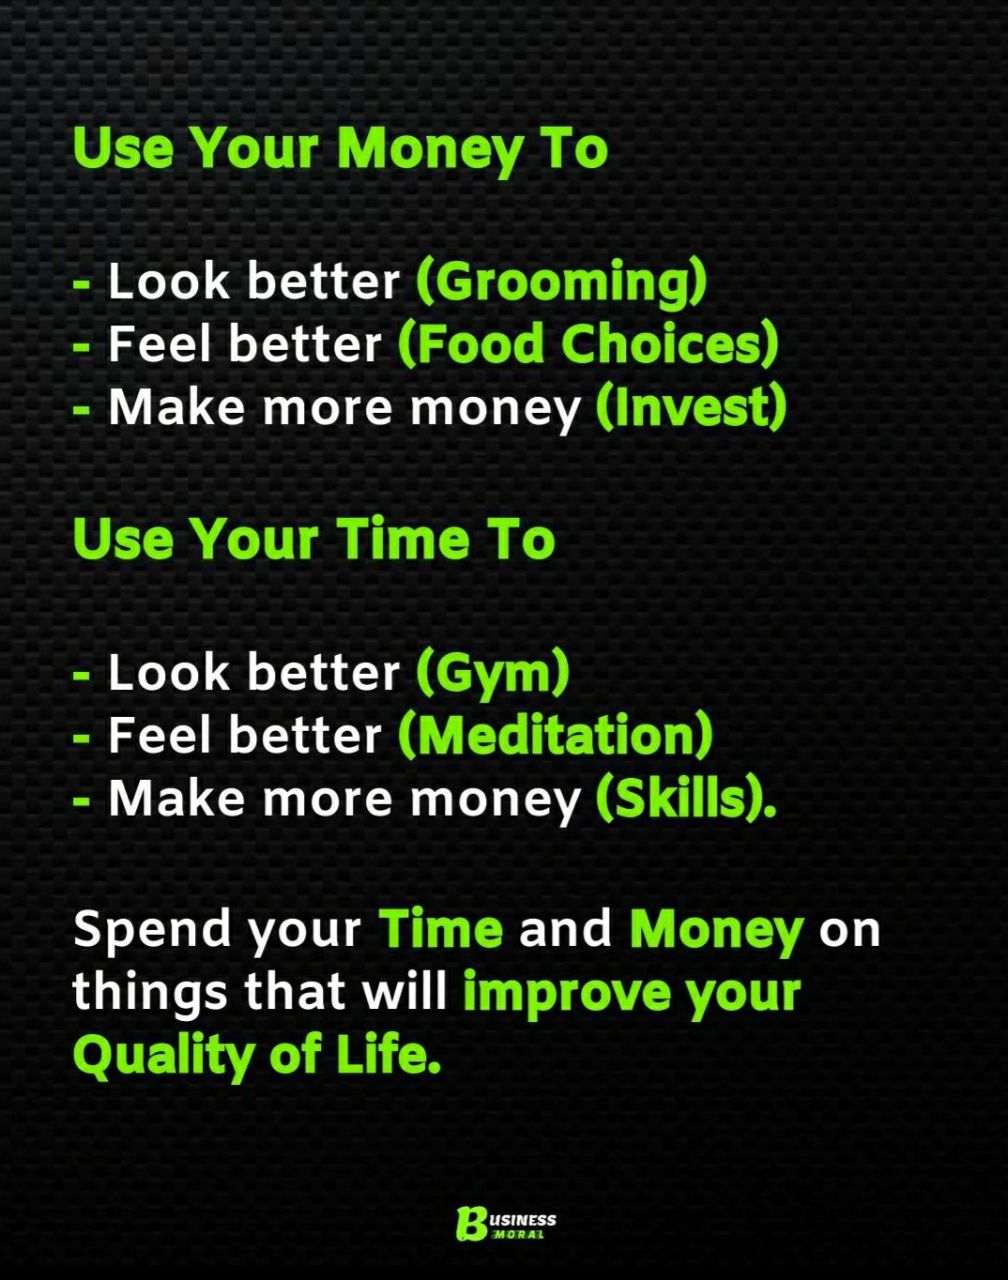 Use Your Money To
- Look better (Grooming)
- Feel better (Food Choices)
- Make more money (Invest)
Use Your Time To
- Look better (Gym)
- Feel better (Meditation)
- Make more money (Skills).
Spend your Time and Money on
things that will improve your
Quality of Life.
BUSINESS
MORAL